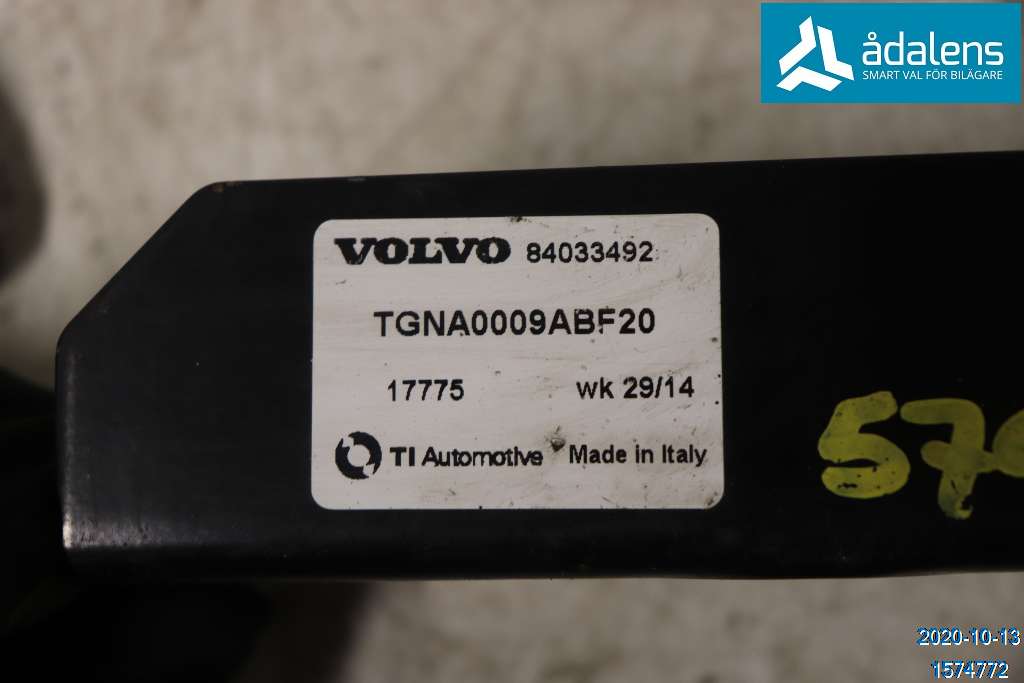 ådalens
SMART VAL FÖR BILÄGARE
VOLVO 84033492
TGNA0009ABF20
17775 wk 29/14
TI Automotive Made in Italy
2020-10-13
1574772